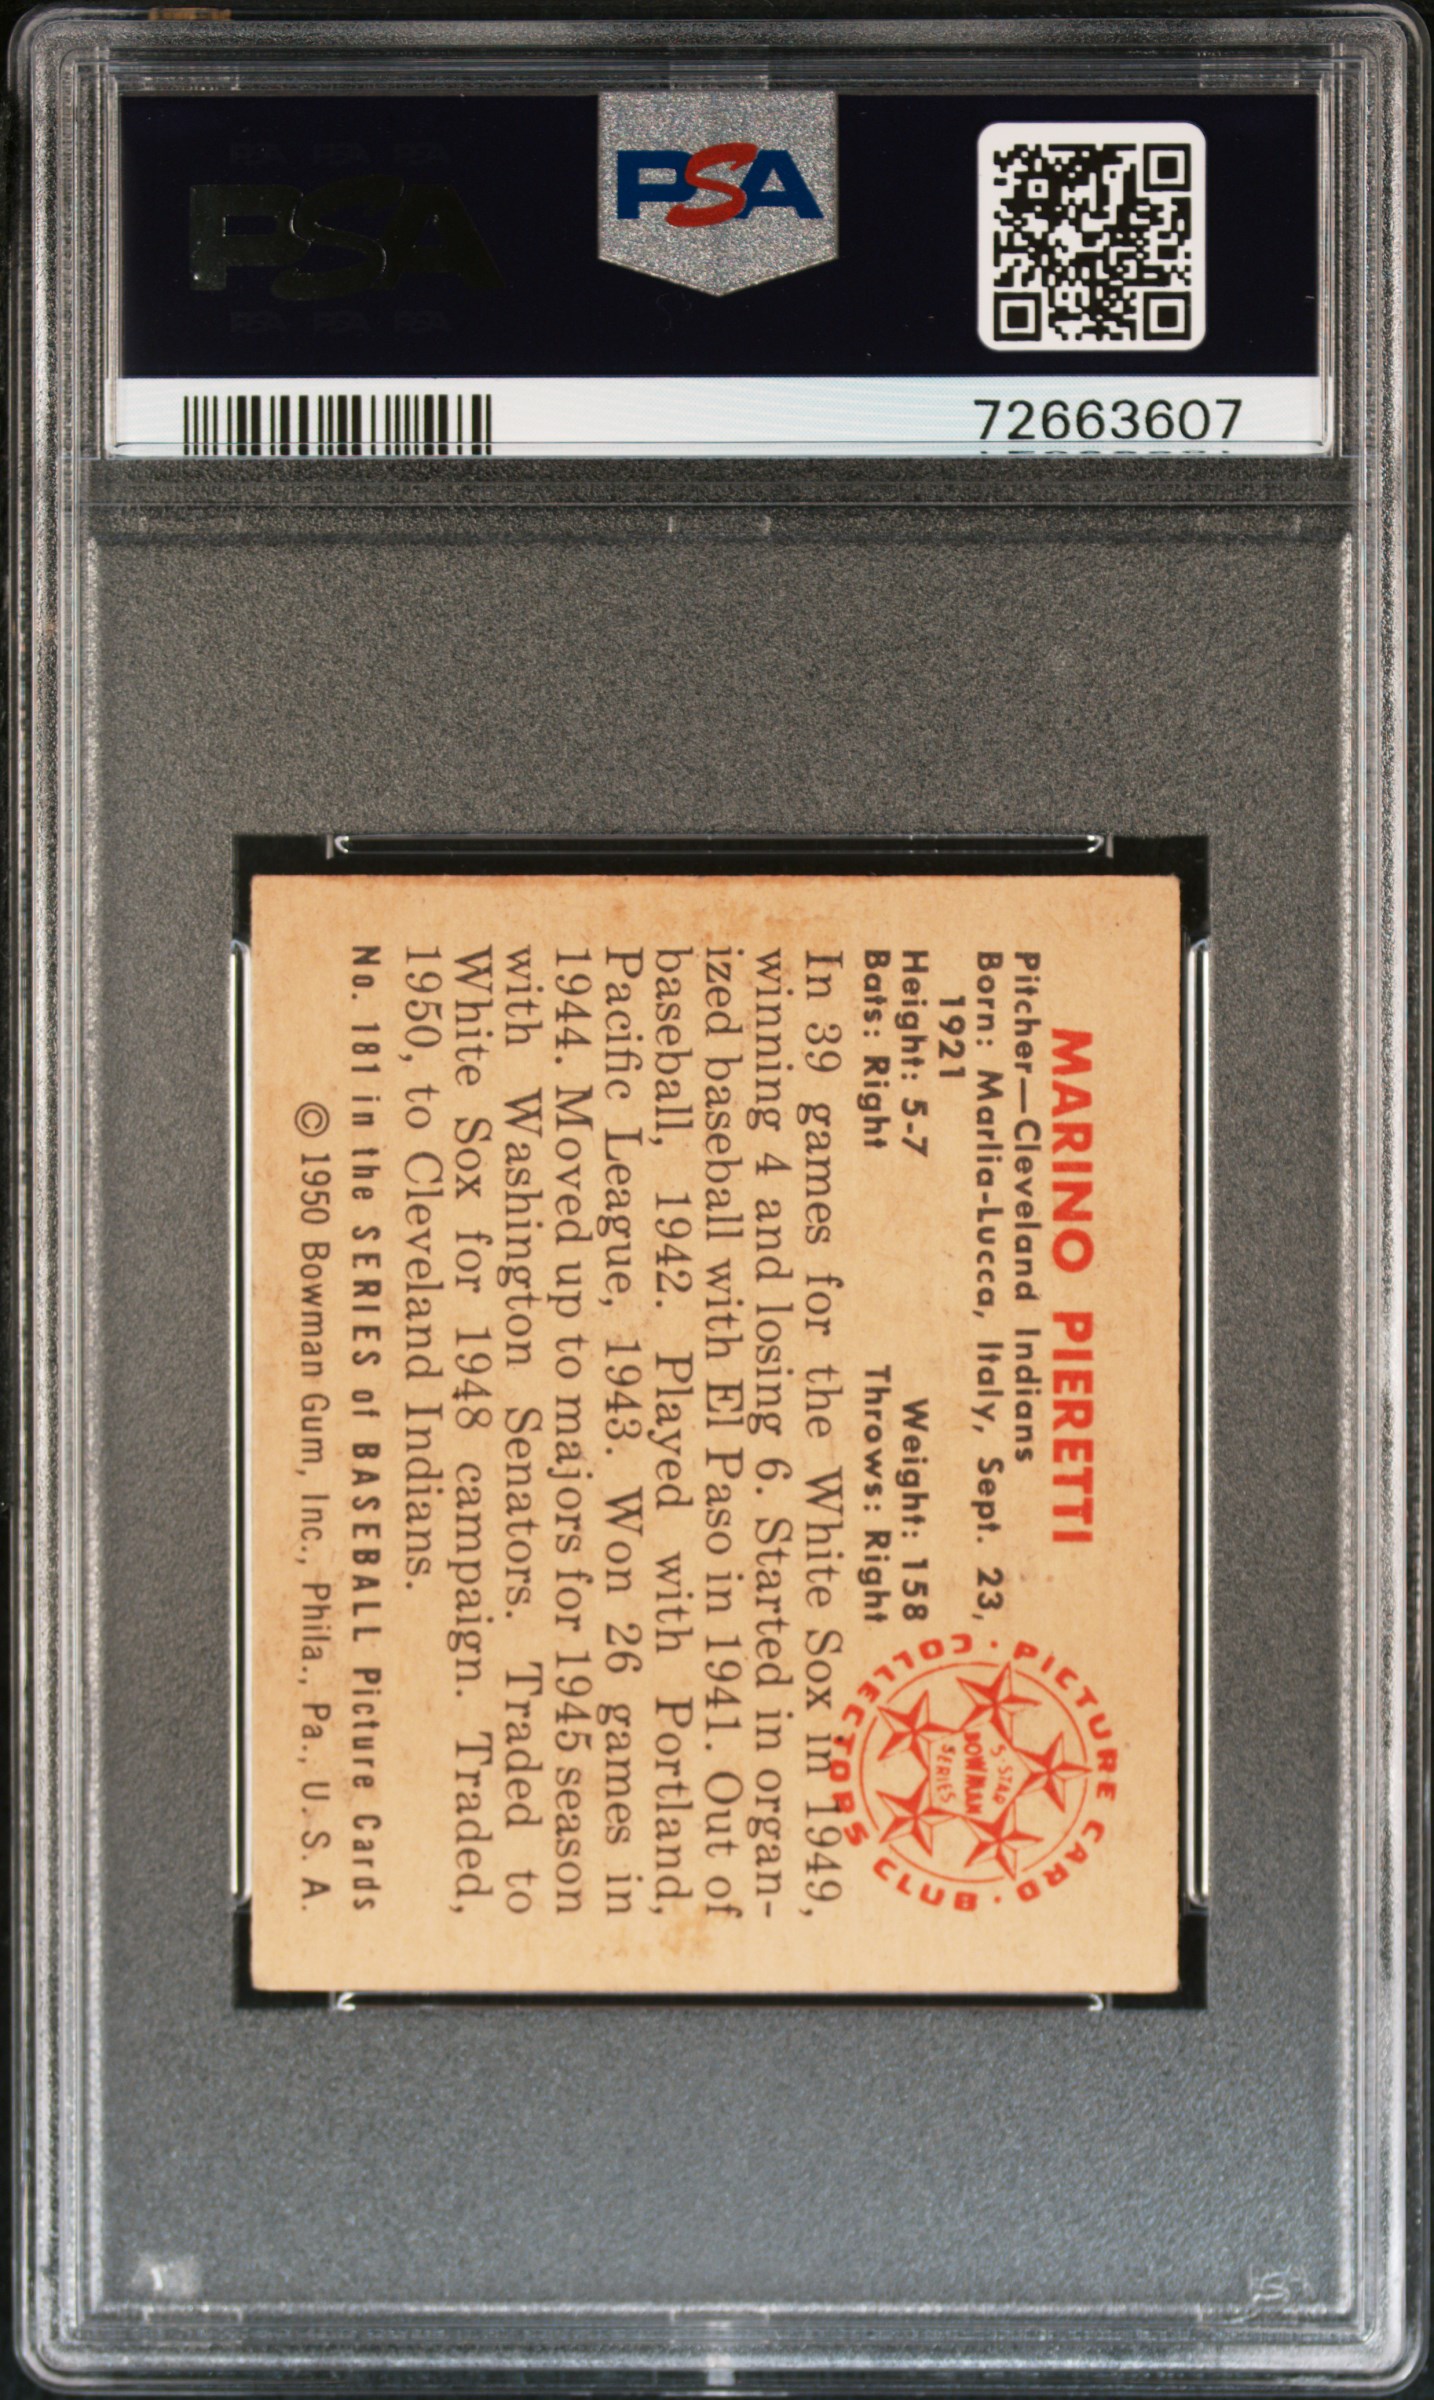 PSA
PSA
72663607
MARINO PIERETTI
Pitcher—Cleveland Indians
Born: Marlia-Lucca, Italy, Sept. 23,
1921
Height: 5-7 Weight: 158
Bats: Right Throws: Right
PICTURE CARD COLLECTORS CLUB
5-STAR
BOWMAN
SERIES
In 39 games for the White Sox in 1949,
winning 4 and losing 6. Started in organ-
ized baseball with El Paso in 1941. Out of
baseball, 1942. Played with Portland,
Pacific League, 1943. Won 26 games in
1944. Moved up to majors for 1945 season
with Washington Senators. Traded to
White Sox for 1948 campaign. Traded,
1950, to Cleveland Indians.
No. 181 in the SERIES of BASEBALL Picture Cards
© 1950 Bowman Gum, Inc., Phila., Pa., U. S. A.